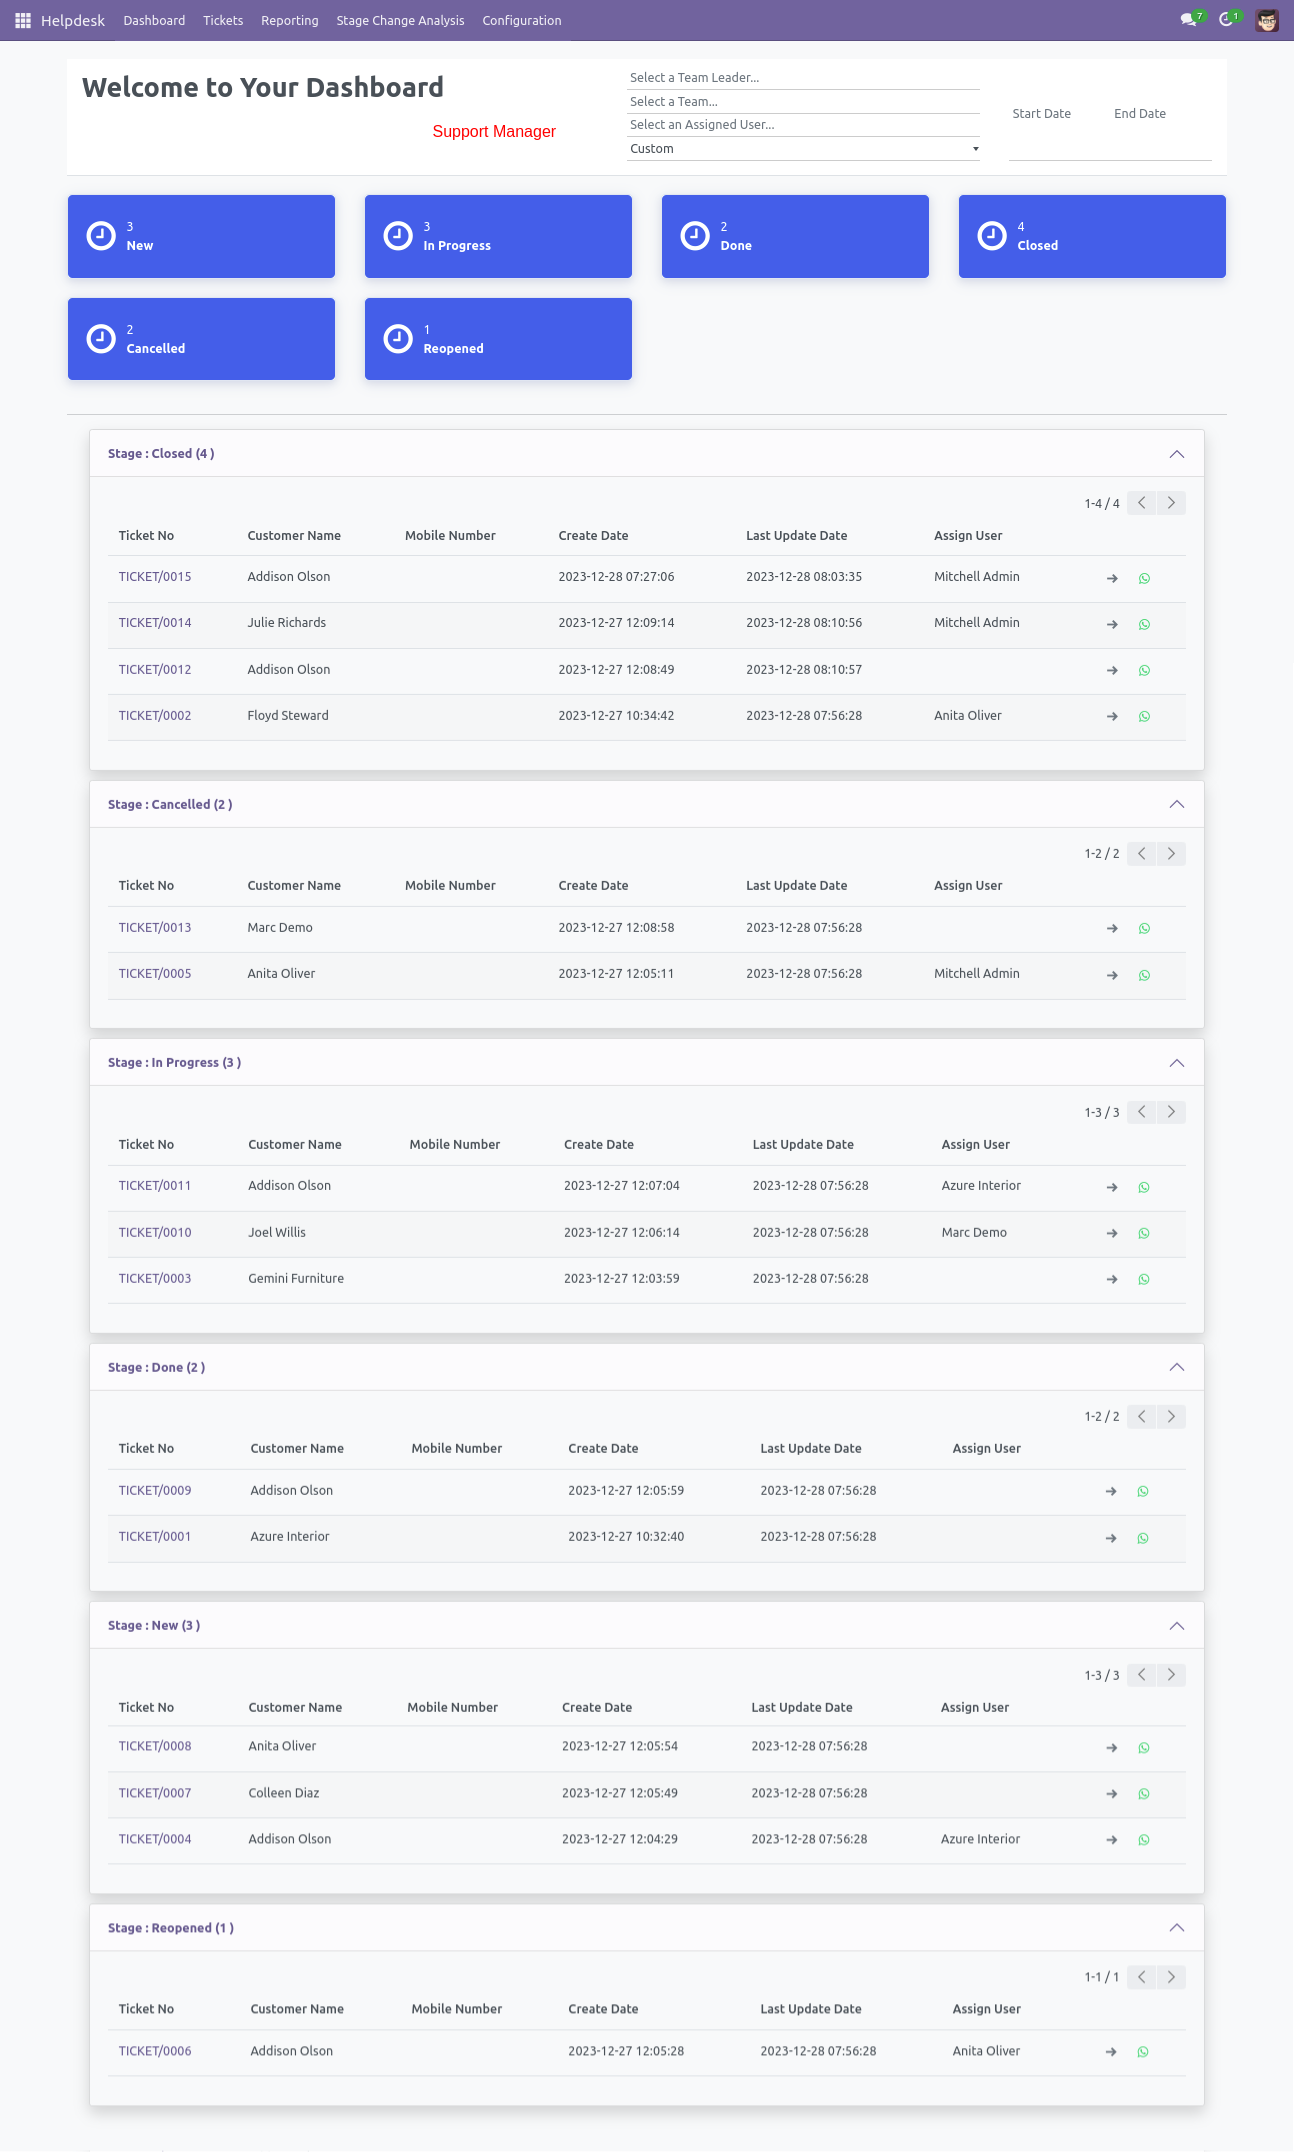 Helpdesk Dashboard Tickets Reporting Stage Change Analysis Configuration 7 1
Welcome to Your Dashboard
Support Manager
Select a Team Leader...
Select a Team...
Select an Assigned User...
Custom
Start Date End Date
3
New
3
In Progress
2
Done
4
Closed
2
Cancelled
1
Reopened
Stage : Closed (4 )
1-4 / 4
Ticket No Customer Name Mobile Number Create Date Last Update Date Assign User
TICKET/0015 Addison Olson 2023-12-28 07:27:06 2023-12-28 08:03:35 Mitchell Admin
TICKET/0014 Julie Richards 2023-12-27 12:09:14 2023-12-28 08:10:56 Mitchell Admin
TICKET/0012 Addison Olson 2023-12-27 12:08:49 2023-12-28 08:10:57
TICKET/0002 Floyd Steward 2023-12-27 10:34:42 2023-12-28 07:56:28 Anita Oliver
Stage : Cancelled (2 )
1-2 / 2
Ticket No Customer Name Mobile Number Create Date Last Update Date Assign User
TICKET/0013 Marc Demo 2023-12-27 12:08:58 2023-12-28 07:56:28
TICKET/0005 Anita Oliver 2023-12-27 12:05:11 2023-12-28 07:56:28 Mitchell Admin
Stage : In Progress (3 )
1-3 / 3
Ticket No Customer Name Mobile Number Create Date Last Update Date Assign User
TICKET/0011 Addison Olson 2023-12-27 12:07:04 2023-12-28 07:56:28 Azure Interior
TICKET/0010 Joel Willis 2023-12-27 12:06:14 2023-12-28 07:56:28 Marc Demo
TICKET/0003 Gemini Furniture 2023-12-27 12:03:59 2023-12-28 07:56:28
Stage : Done (2 )
1-2 / 2
Ticket No Customer Name Mobile Number Create Date Last Update Date Assign User
TICKET/0009 Addison Olson 2023-12-27 12:05:59 2023-12-28 07:56:28
TICKET/0001 Azure Interior 2023-12-27 10:32:40 2023-12-28 07:56:28
Stage : New (3 )
1-3 / 3
Ticket No Customer Name Mobile Number Create Date Last Update Date Assign User
TICKET/0008 Anita Oliver 2023-12-27 12:05:54 2023-12-28 07:56:28
TICKET/0007 Colleen Diaz 2023-12-27 12:05:49 2023-12-28 07:56:28
TICKET/0004 Addison Olson 2023-12-27 12:04:29 2023-12-28 07:56:28 Azure Interior
Stage : Reopened (1 )
1-1 / 1
Ticket No Customer Name Mobile Number Create Date Last Update Date Assign User
TICKET/0006 Addison Olson 2023-12-27 12:05:28 2023-12-28 07:56:28 Anita Oliver